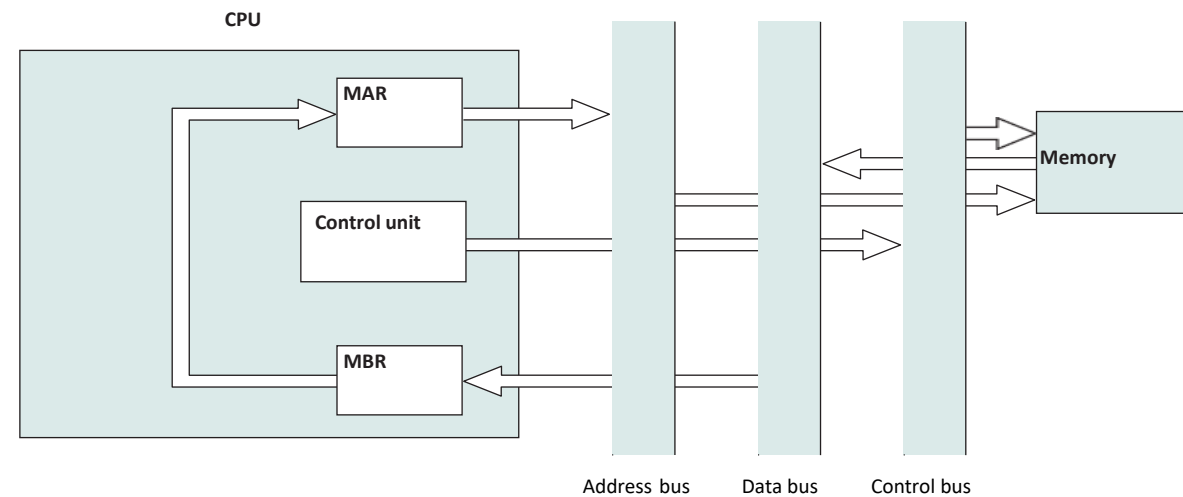 CPU
MAR
Memory
Control unit
MBR
Address bus
Data bus
Control bus